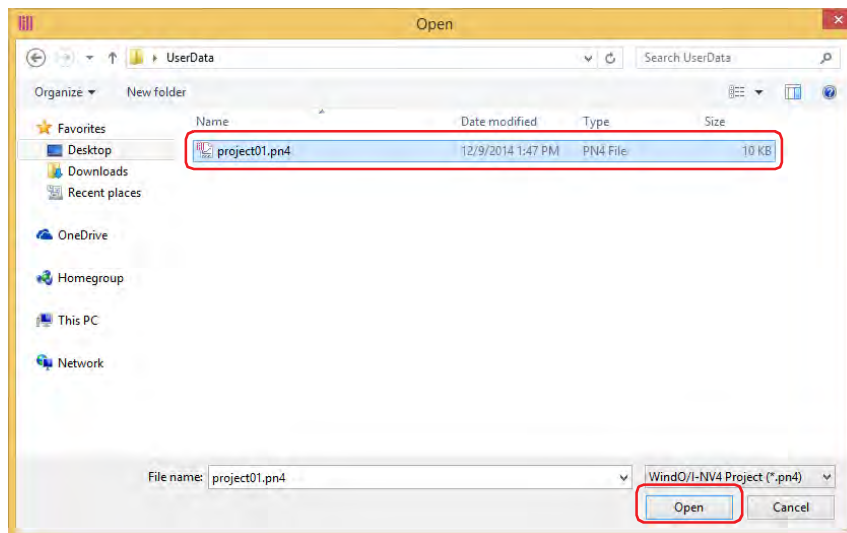 Open
UserData
Search UserData
Organize New folder
Name Date modified Type Size
project01.pn4 12/9/2014 1:47 PM PN4 File 10 KB
Favorites
Desktop
Downloads
Recent places
OneDrive
Homegroup
This PC
Network
File name: project01.pn4 WindO/I-NV4 Project (*.pn4)
Open Cancel